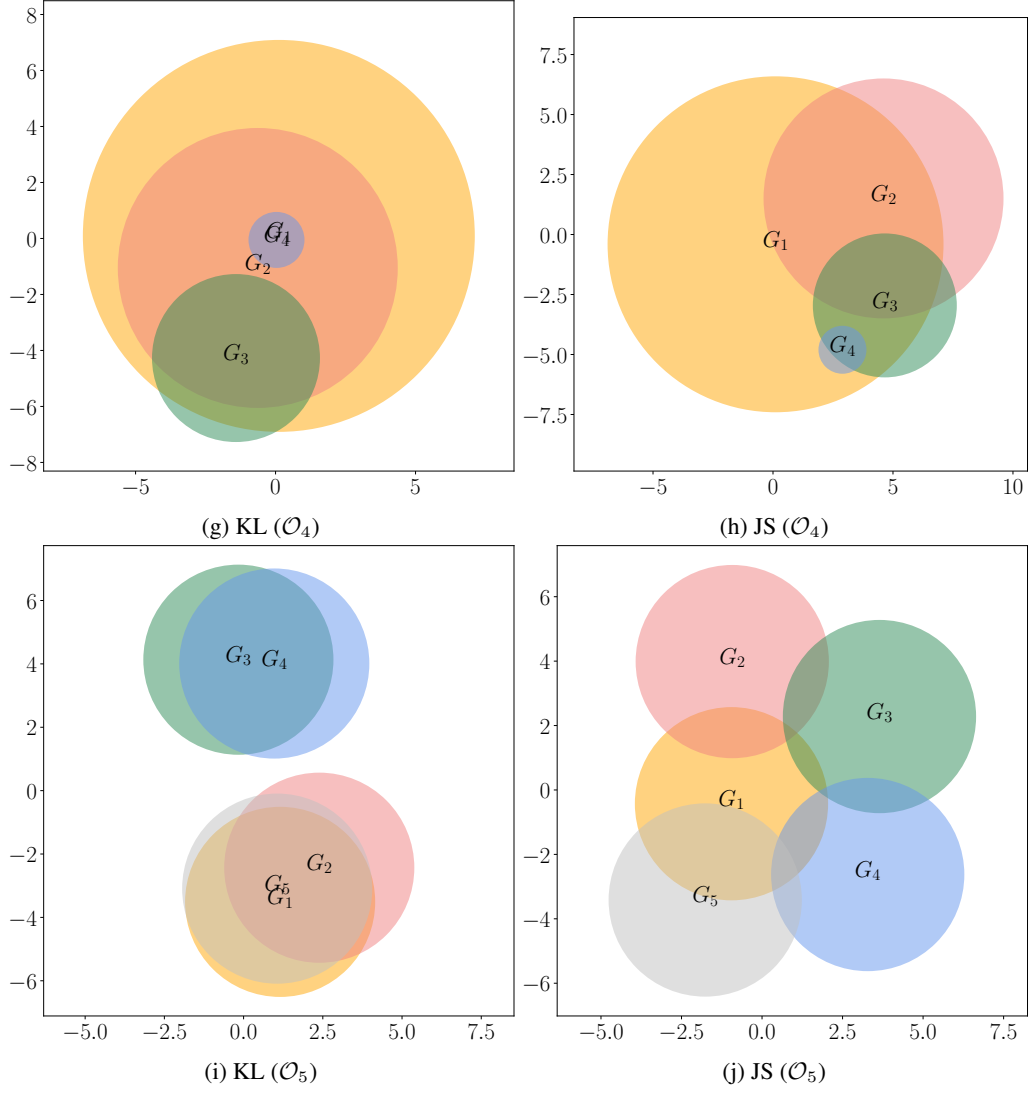 8
6
4
2
0
−2
−4
−6
−8
−5 0 5
G₁
G₄
G₂
G₃
(g) KL (𝒪₄)
7.5
5.0
2.5
0.0
−2.5
−5.0
−7.5
−5 0 5 10
G₂
G₁
G₃
G₄
(h) JS (𝒪₄)
6
4
2
0
−2
−4
−6
−5.0 −2.5 0.0 2.5 5.0 7.5
G₃ G₄
G₂
G₅
G₁
(i) KL (𝒪₅)
6
4
2
0
−2
−4
−6
−5.0 −2.5 0.0 2.5 5.0 7.5
G₂
G₃
G₁
G₄
G₅
(j) JS (𝒪₅)